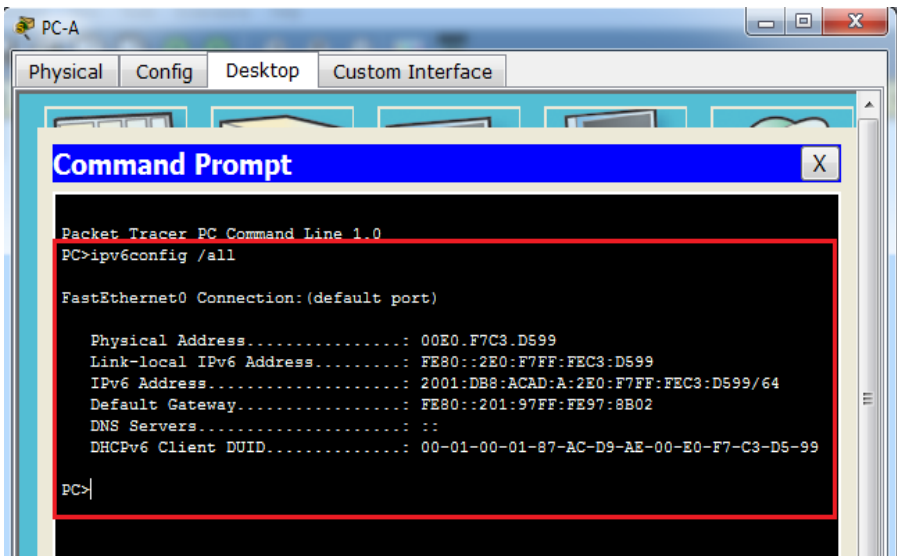 PC-A
Physical Config Desktop Custom Interface
Command Prompt X
Packet Tracer PC Command Line 1.0
PC>ipv6config /all
FastEthernet0 Connection:(default port)
Physical Address................: 00E0.F7C3.D599
Link-local IPv6 Address.........: FE80::2E0:F7FF:FEC3:D599
IPv6 Address....................: 2001:DB8:ACAD:A:2E0:F7FF:FEC3:D599/64
Default Gateway.................: FE80::201:97FF:FE97:8B02
DNS Servers.....................: ::
DHCPv6 Client DUID..............: 00-01-00-01-87-AC-D9-AE-00-E0-F7-C3-D5-99
PC>